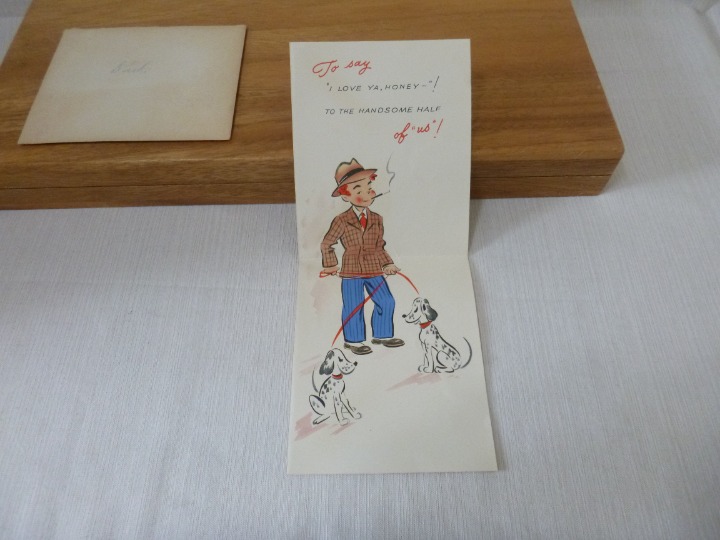 To say
"I LOVE YA, HONEY~"!
TO THE HANDSOME HALF
of "us"!